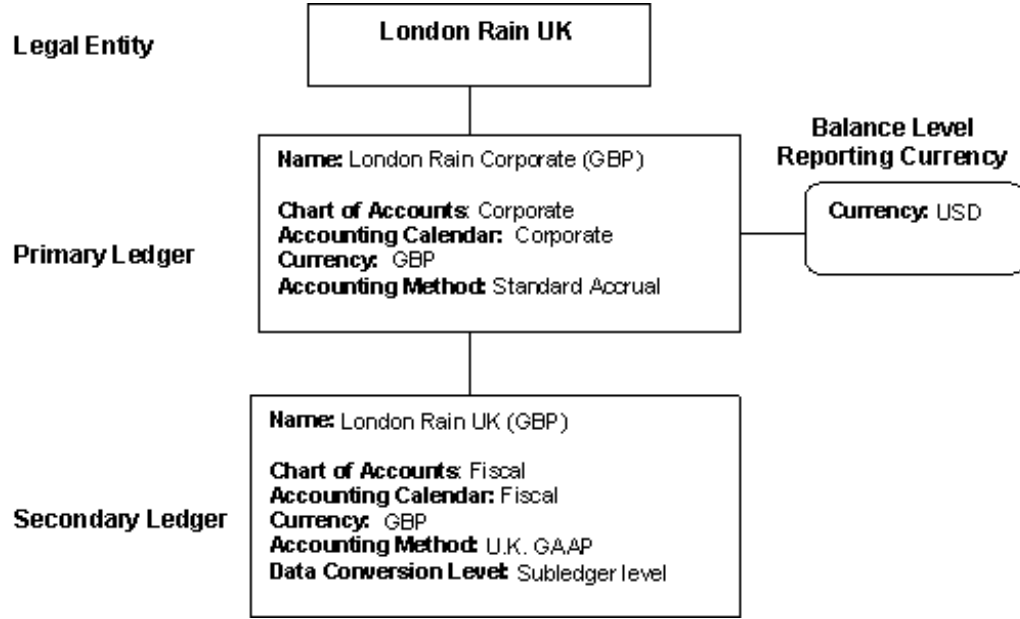 Legal Entity
London Rain UK
Balance Level
Reporting Currency
Currency: USD
Primary Ledger
Name: London Rain Corporate (GBP)
Chart of Accounts: Corporate
Accounting Calendar: Corporate
Currency: GBP
Accounting Method: Standard Accrual
Secondary Ledger
Name: London Rain UK (GBP)
Chart of Accounts: Fiscal
Accounting Calendar: Fiscal
Currency: GBP
Accounting Method: U.K. GAAP
Data Conversion Level: Subledger level